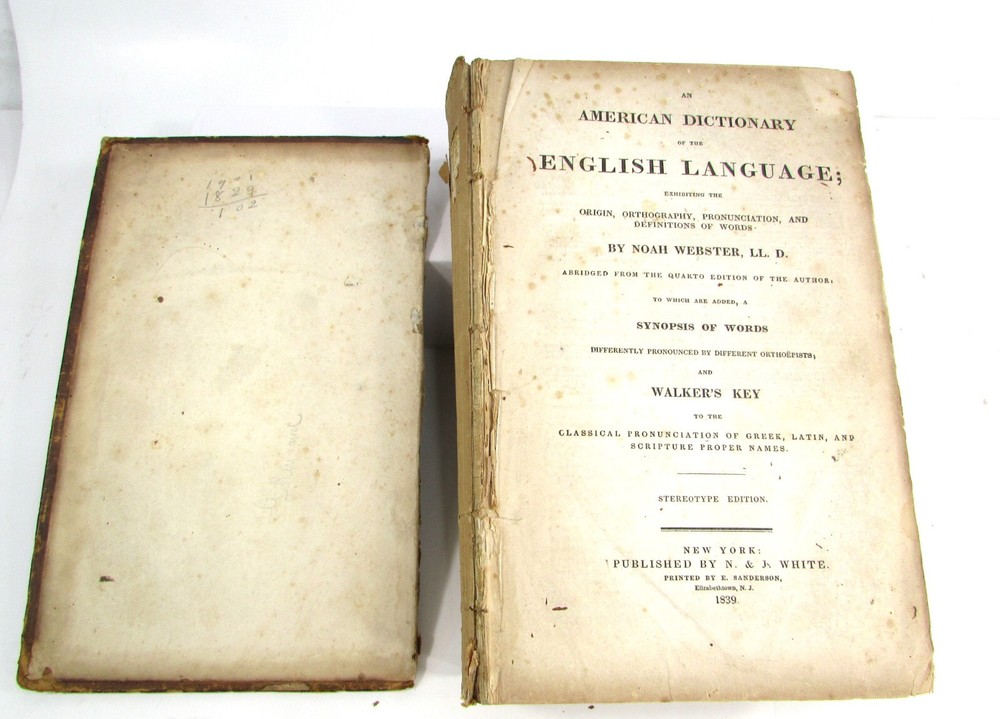 1931
1829
102
AN
AMERICAN DICTIONARY
OF THE
ENGLISH LANGUAGE;
EXHIBITING THE
ORIGIN, ORTHOGRAPHY, PRONUNCIATION, AND
DEFINITIONS OF WORDS
BY NOAH WEBSTER, LL. D.
ABRIDGED FROM THE QUARTO EDITION OF THE AUTHOR:
TO WHICH ARE ADDED, A
SYNOPSIS OF WORDS
DIFFERENTLY PRONOUNCED BY DIFFERENT ORTHOËPISTS;
AND
WALKER'S KEY
TO THE
CLASSICAL PRONUNCIATION OF GREEK, LATIN, AND
SCRIPTURE PROPER NAMES.
STEREOTYPE EDITION.
NEW YORK:
PUBLISHED BY N. & J. WHITE.
PRINTED BY E. SANDERSON,
Elizabethtown, N. J.
1839.